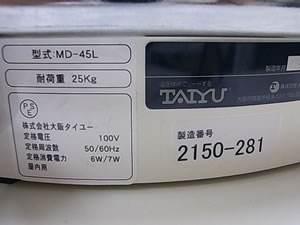 型式:MD-45L
耐荷重 25Kg
PSE
株式会社大阪タイユー
定格電圧 100V
定格周波数 50/60Hz
定格消費電力 6W/7W
屋内用
TAIYU
製造番号
2150-281